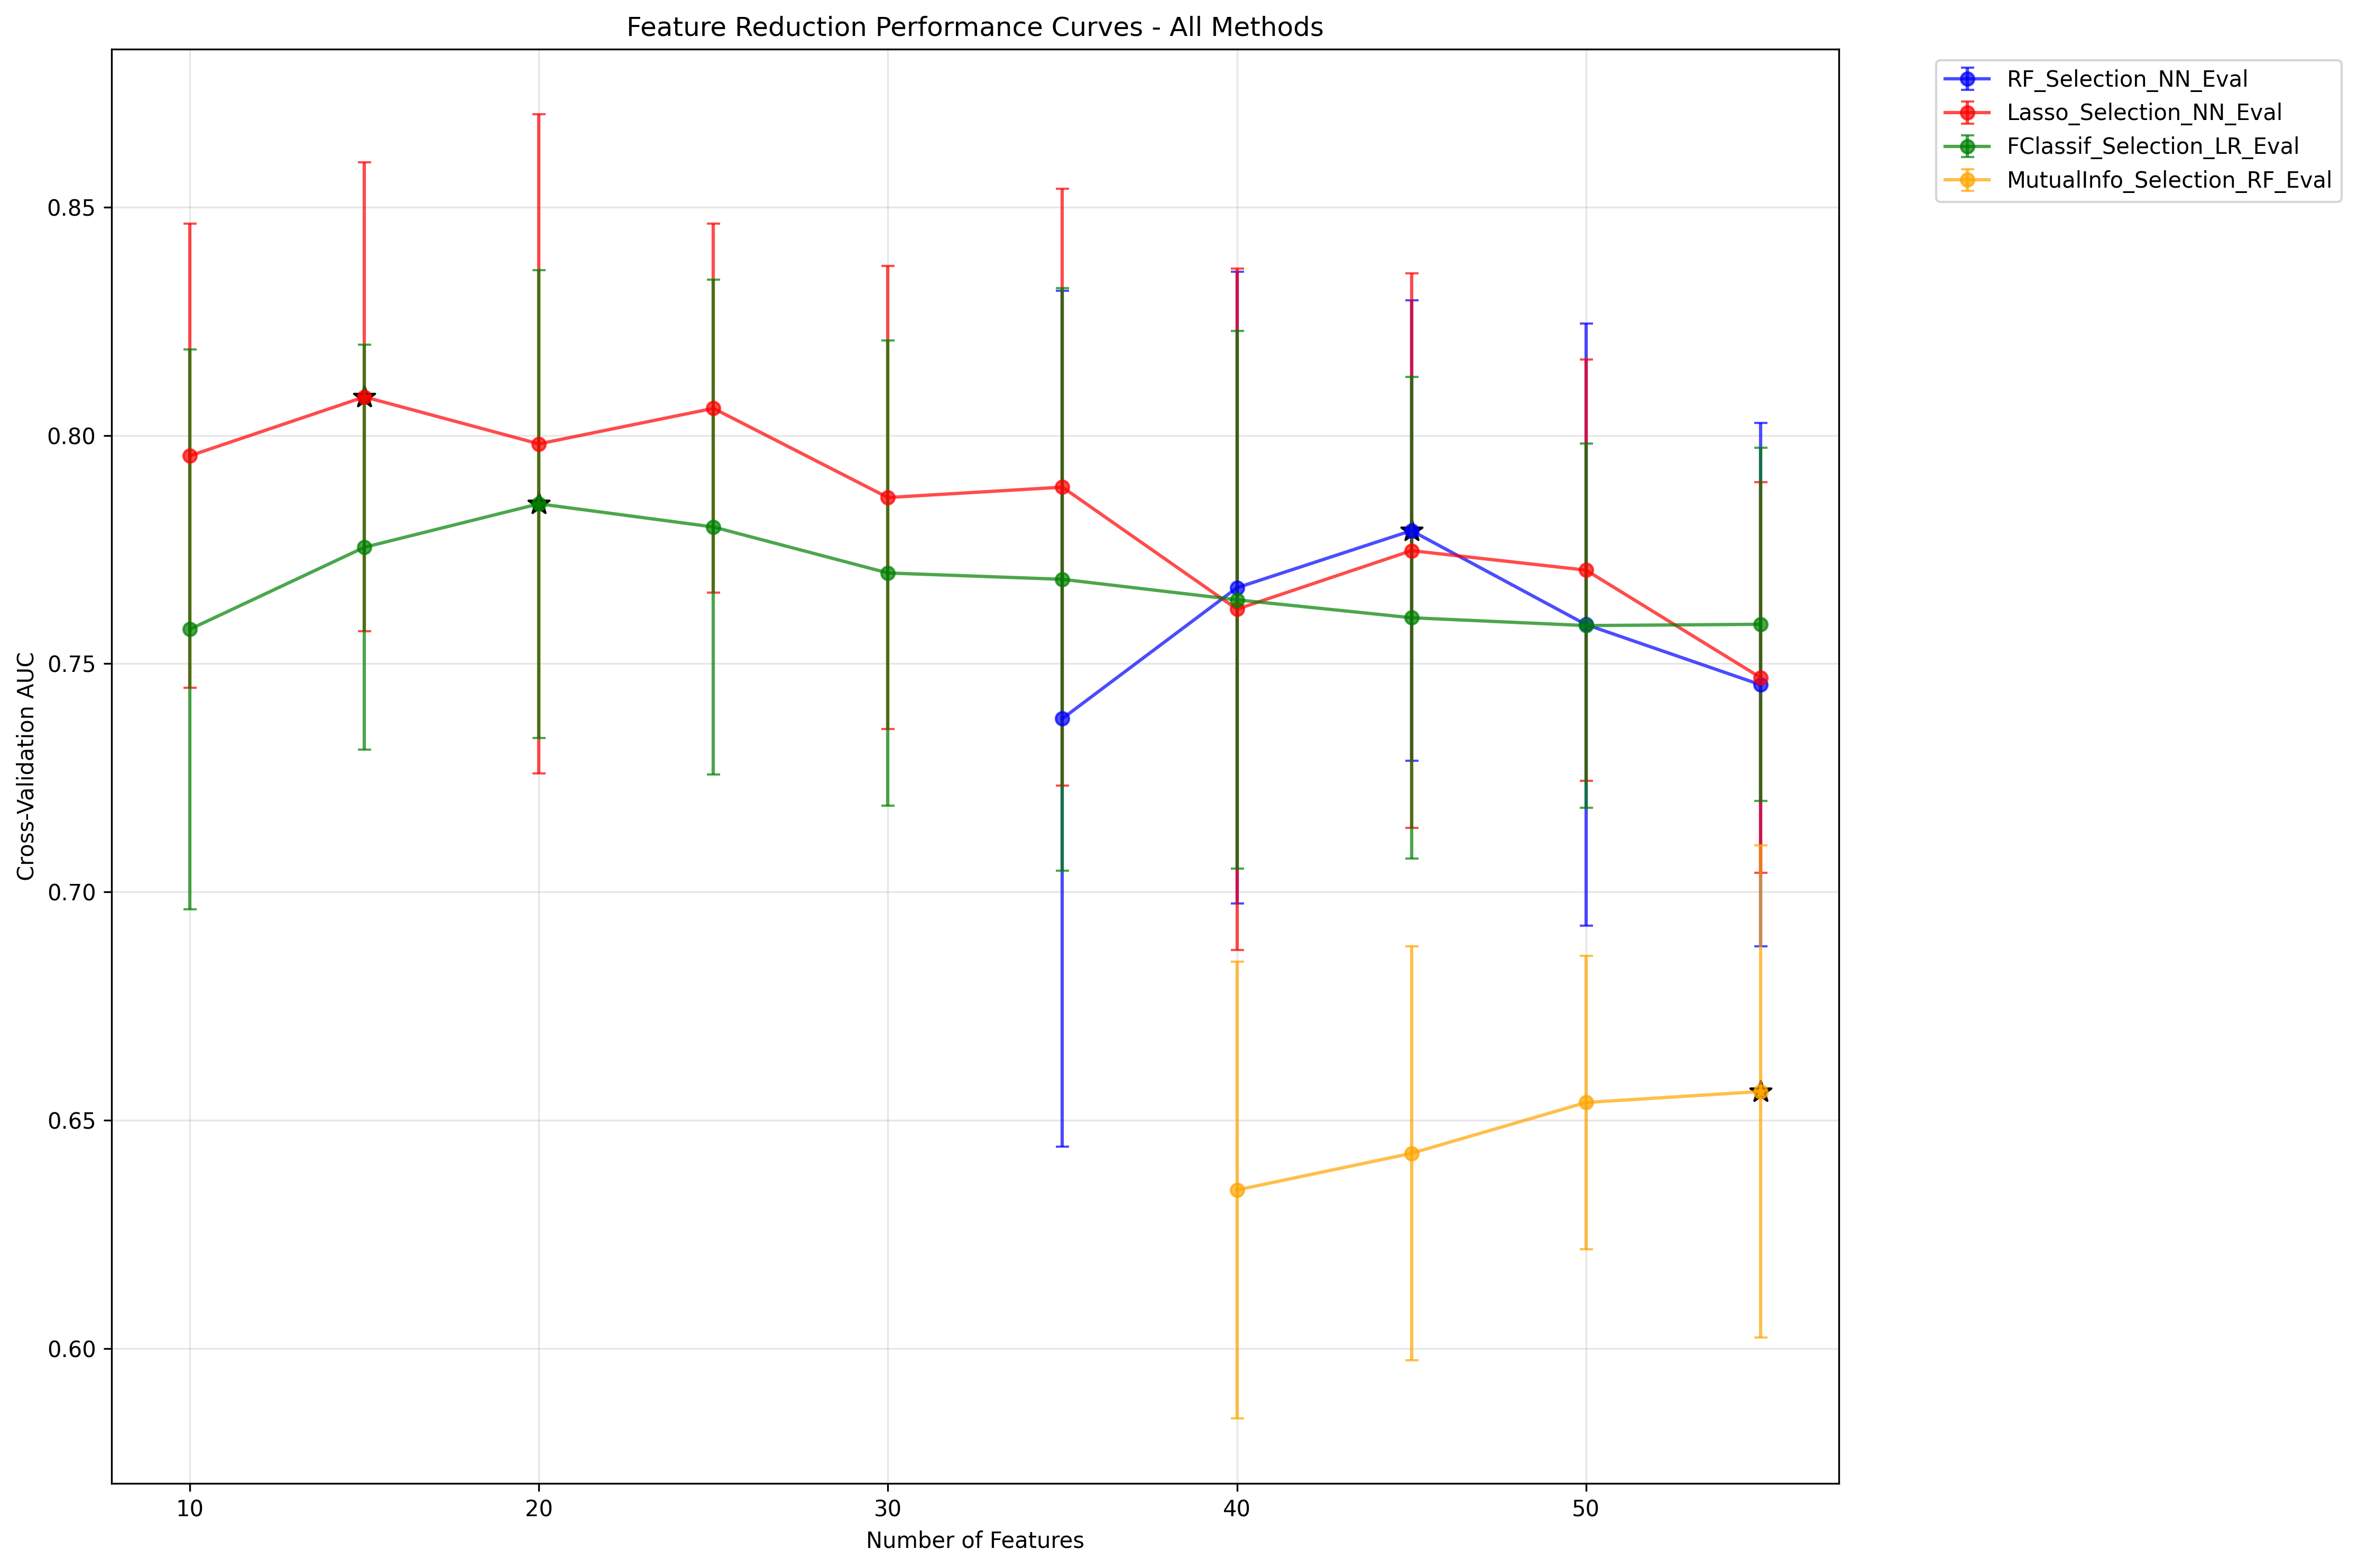 Feature Reduction Performance Curves - All Methods
RF_Selection_NN_Eval
Lasso_Selection_NN_Eval
FClassif_Selection_LR_Eval
MutualInfo_Selection_RF_Eval
Cross-Validation AUC
0.85
0.80
0.75
0.70
0.65
0.60
10 20 30 40 50
Number of Features